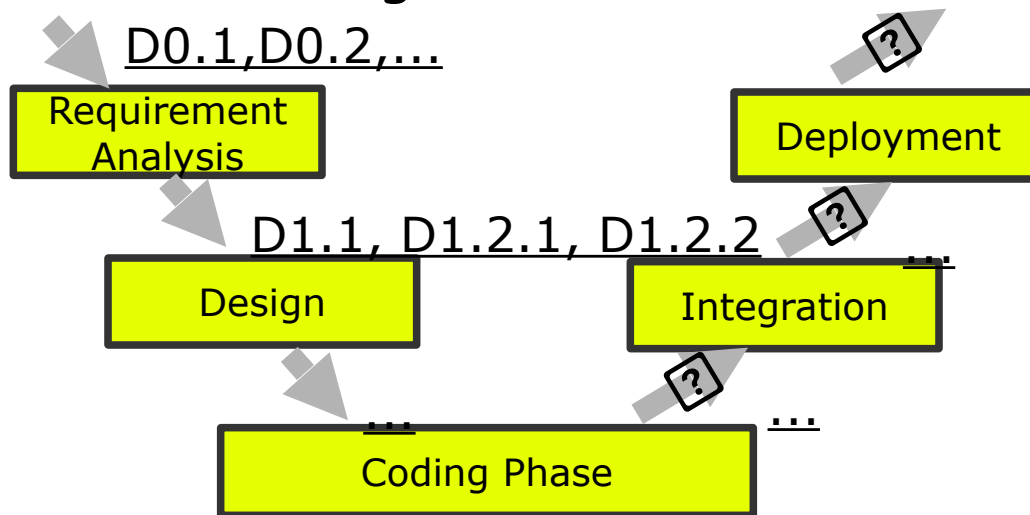 D0.1,D0.2,...
Requirement
Analysis
?
Deployment
?
D1.1, D1.2.1, D1.2.2
...
Design
Integration
?
...
...
Coding Phase